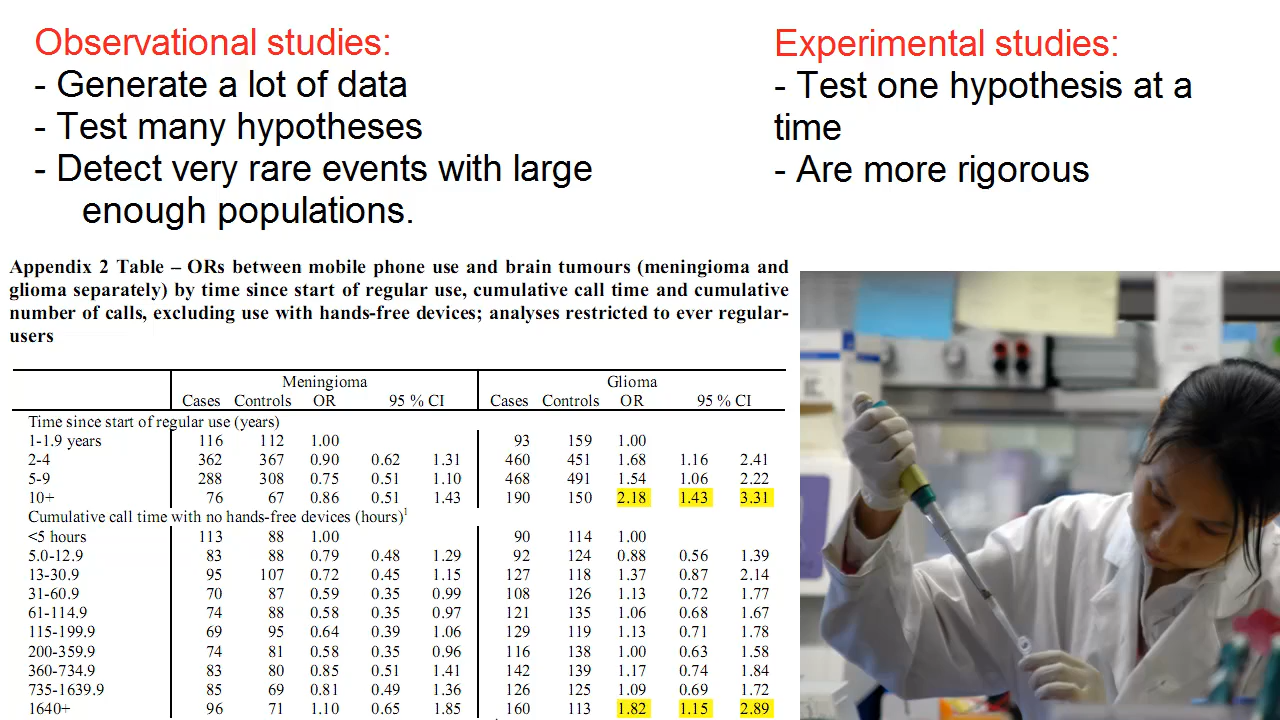 Observational studies:
- Generate a lot of data
- Test many hypotheses
- Detect very rare events with large
enough populations.
Experimental studies:
- Test one hypothesis at a
time
- Are more rigorous
Appendix 2 Table – ORs between mobile phone use and brain tumours (meningioma and
glioma separately) by time since start of regular use, cumulative call time and cumulative
number of calls, excluding use with hands-free devices; analyses restricted to ever regular-
users
Meningioma Glioma
Cases Controls OR 95 % CI Cases Controls OR 95 % CI
Time since start of regular use (years)
1-1.9 years 116 112 1.00 93 159 1.00
2-4 362 367 0.90 0.62 1.31 460 451 1.68 1.16 2.41
5-9 288 308 0.75 0.51 1.10 468 491 1.54 1.06 2.22
10+ 76 67 0.86 0.51 1.43 190 150 2.18 1.43 3.31
Cumulative call time with no hands-free devices (hours)¹
<5 hours 113 88 1.00 90 114 1.00
5.0-12.9 83 88 0.79 0.48 1.29 92 124 0.88 0.56 1.39
13-30.9 95 107 0.72 0.45 1.15 127 118 1.37 0.87 2.14
31-60.9 70 87 0.59 0.35 0.99 108 126 1.13 0.72 1.77
61-114.9 74 88 0.58 0.35 0.97 121 135 1.06 0.68 1.67
115-199.9 69 95 0.64 0.39 1.06 129 119 1.13 0.71 1.78
200-359.9 74 81 0.58 0.35 0.96 116 138 1.00 0.63 1.58
360-734.9 83 80 0.85 0.51 1.41 142 139 1.17 0.74 1.84
735-1639.9 85 69 0.81 0.49 1.36 126 125 1.09 0.69 1.72
1640+ 96 71 1.10 0.65 1.85 160 113 1.82 1.15 2.89